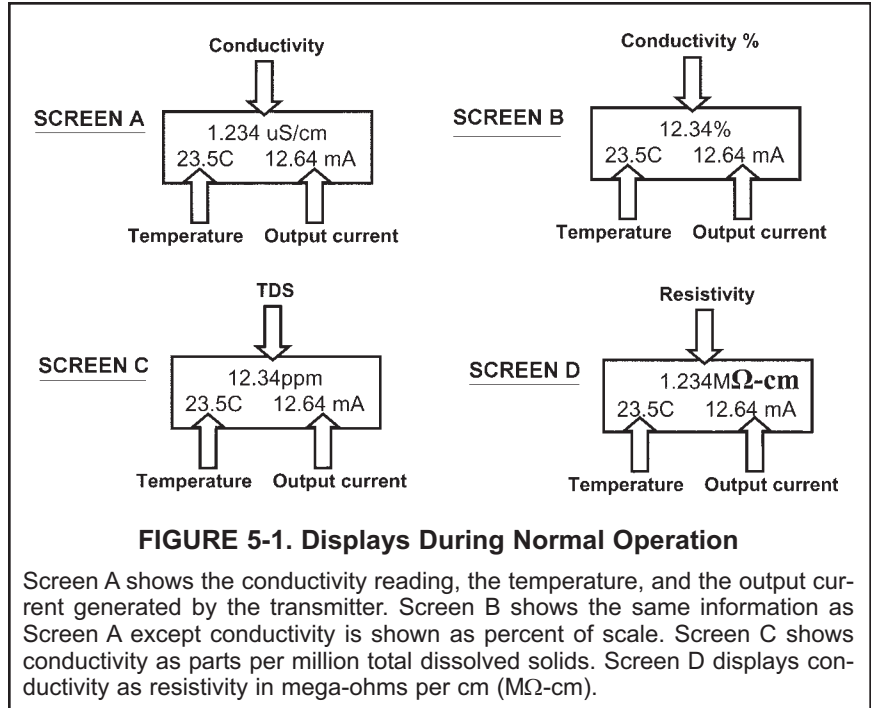 Conductivity
SCREEN A
1.234 uS/cm
23.5C 12.64 mA
Temperature Output current
Conductivity %
SCREEN B
12.34%
23.5C 12.64 mA
Temperature Output current
TDS
SCREEN C
12.34ppm
23.5C 12.64 mA
Temperature Output current
Resistivity
SCREEN D
1.234MΩ-cm
23.5C 12.64 mA
Temperature Output current
FIGURE 5-1. Displays During Normal Operation
Screen A shows the conductivity reading, the temperature, and the output cur-
rent generated by the transmitter. Screen B shows the same information as
Screen A except conductivity is shown as percent of scale. Screen C shows
conductivity as parts per million total dissolved solids. Screen D displays con-
ductivity as resistivity in mega-ohms per cm (MΩ-cm).